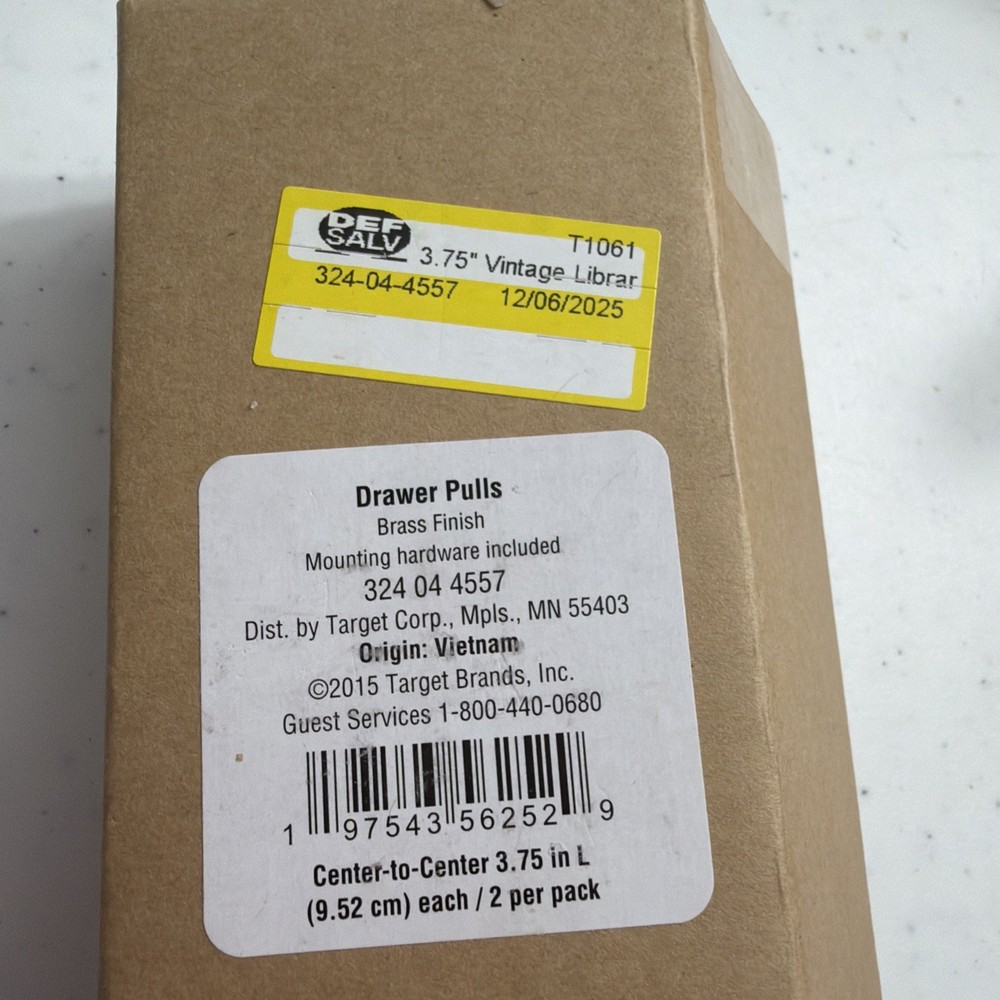 DEF
SALV
T1061
3.75" Vintage Librar
324-04-4557 12/06/2025
Drawer Pulls
Brass Finish
Mounting hardware included
324 04 4557
Dist. by Target Corp., Mpls., MN 55403
Origin: Vietnam
©2015 Target Brands, Inc.
Guest Services 1-800-440-0680
1 97543 56252 9
Center-to-Center 3.75 in L
(9.52 cm) each / 2 per pack